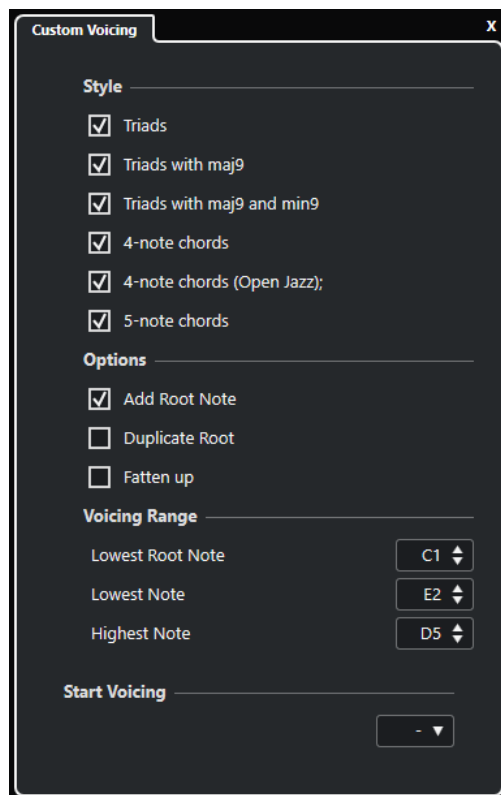 Custom Voicing X
Style
Triads
Triads with maj9
Triads with maj9 and min9
4-note chords
4-note chords (Open Jazz);
5-note chords
Options
Add Root Note
Duplicate Root
Fatten up
Voicing Range
Lowest Root Note C1
Lowest Note E2
Highest Note D5
Start Voicing
-